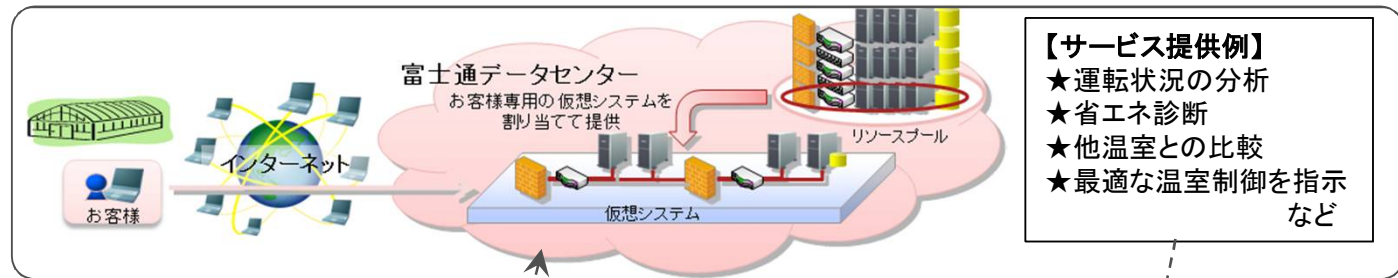 富士通データセンター
お客様専用の仮想システムを
割り当てて提供
リソースプール
インターネット
お客様
仮想システム
【サービス提供例】
★運転状況の分析
★省エネ診断
★他温室との比較
★最適な温室制御を指示
など